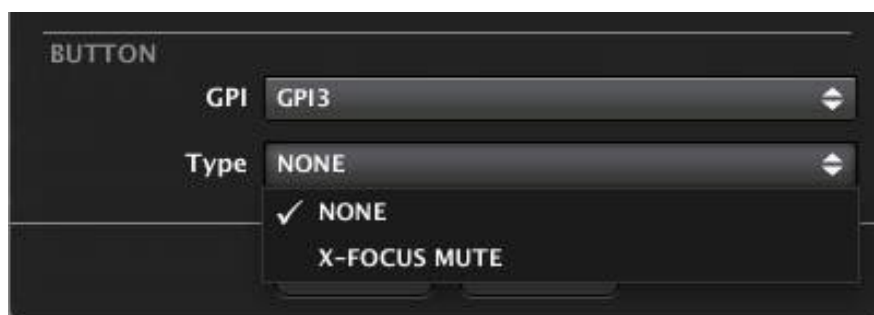 BUTTON
GPI GPI3
Type NONE
✓ NONE
X-FOCUS MUTE